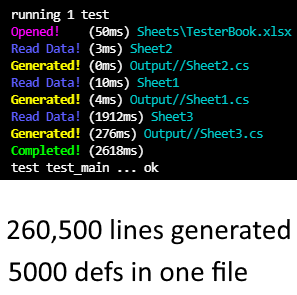 running 1 test
Opened! (50ms) Sheets\TesterBook.xlsx
Read Data! (3ms) Sheet2
Generated! (0ms) Output//Sheet2.cs
Read Data! (10ms) Sheet1
Generated! (4ms) Output//Sheet1.cs
Read Data! (1912ms) Sheet3
Generated! (276ms) Output//Sheet3.cs
Completed! (2618ms)
test test_main ... ok
260,500 lines generated
5000 defs in one file